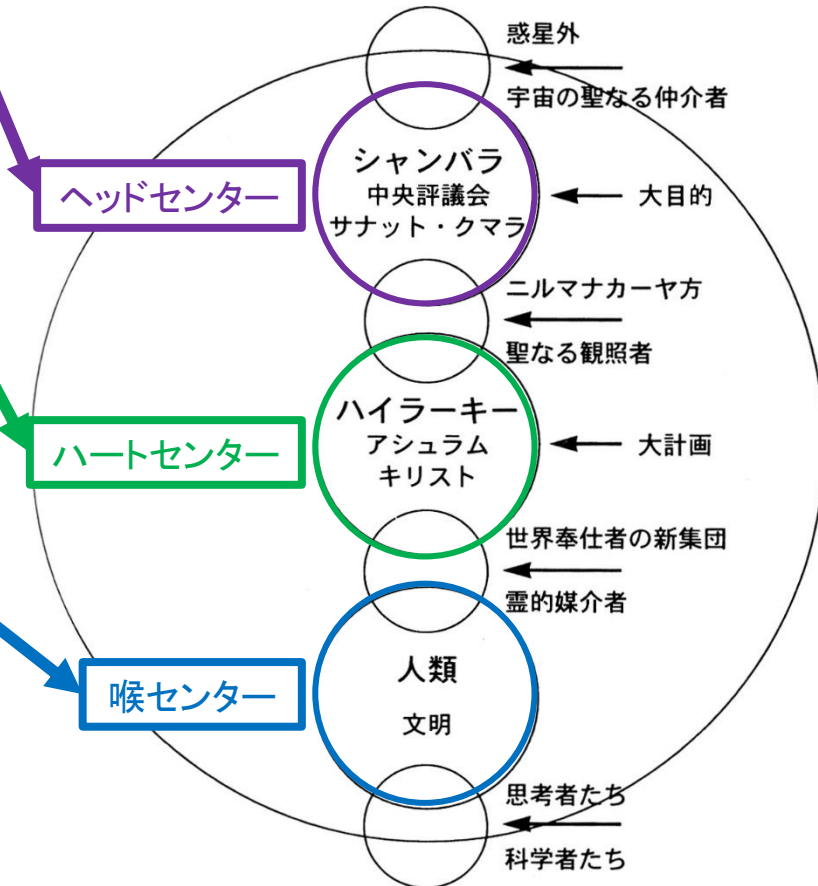 惑星外
宇宙の聖なる仲介者
シャンバラ
中央評議会
サナット・クマラ
ヘッドセンター
大目的
ニルマナカーヤ方
聖なる観照者
ハイラーキー
アシュラム
キリスト
ハートセンター
大計画
世界奉仕者の新集団
霊的媒介者
人類
文明
喉センター
思考者たち
科学者たち